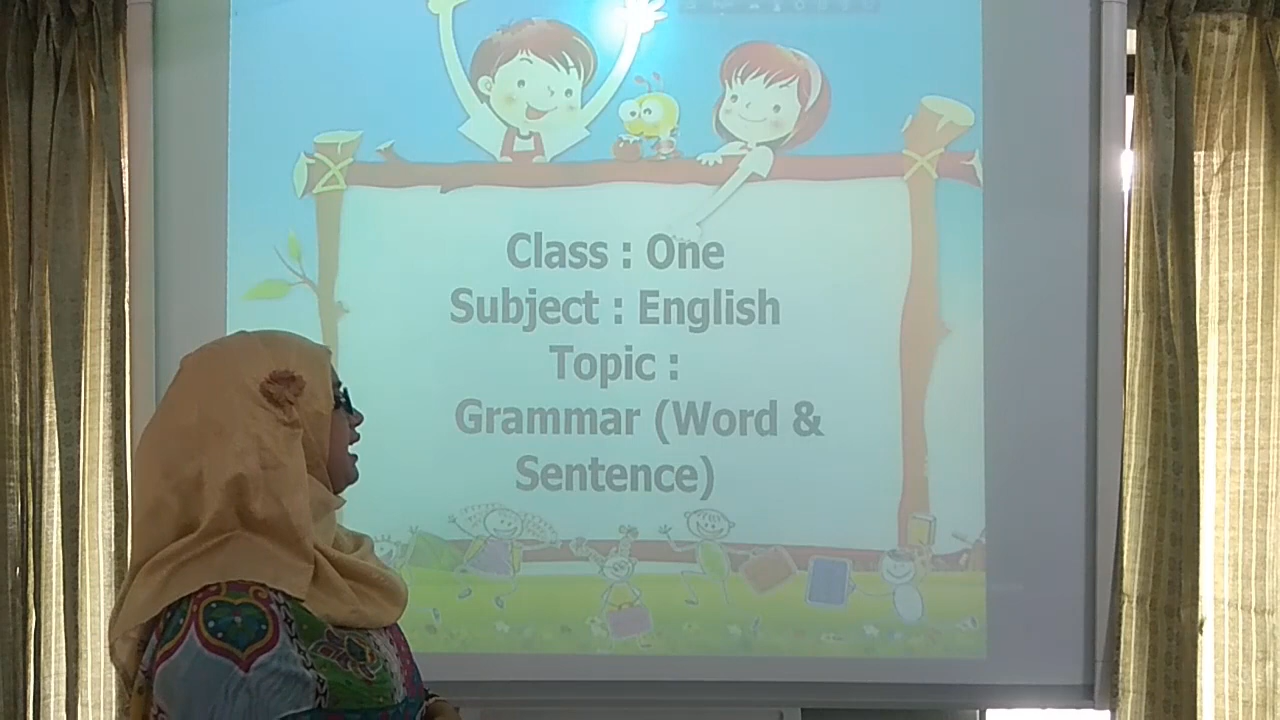 Class : One
Subject : English
Topic :
Grammar (Word &
Sentence)